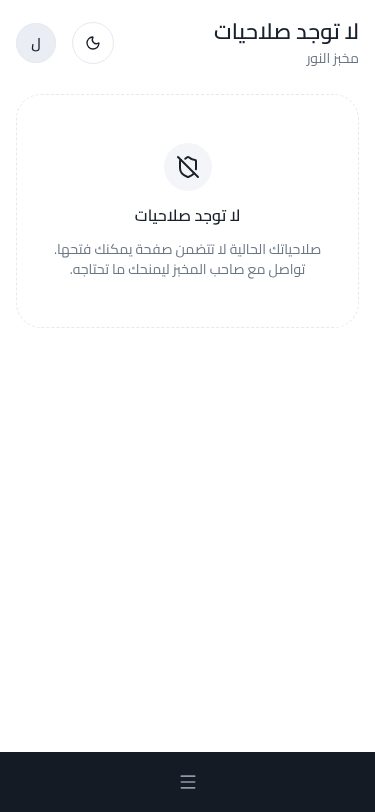 لا توجد صلاحيات
مخبز النور
ل
لا توجد صلاحيات
صلاحياتك الحالية لا تتضمن صفحة يمكنك فتحها.
تواصل مع صاحب المخبز ليمنحك ما تحتاجه.